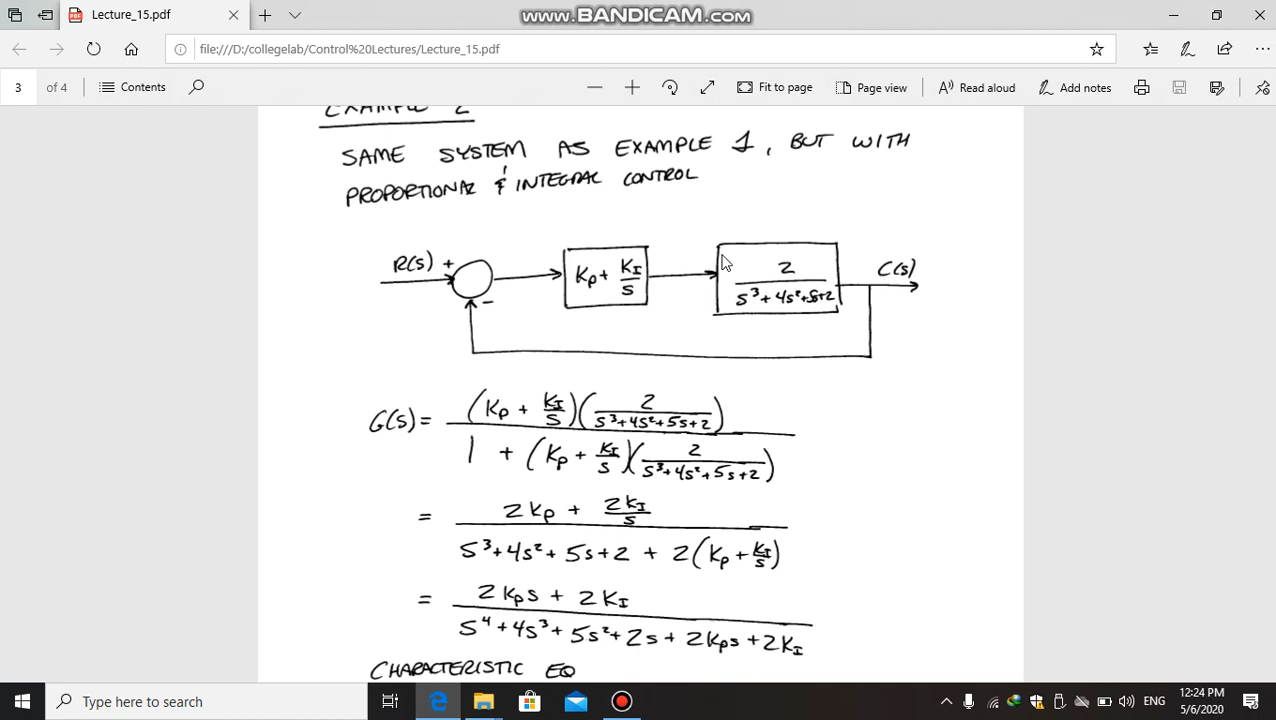 Lecture_15.pdf
www.BANDICAM.com
file:///D:/collegelab/Control%20Lectures/Lecture_15.pdf
3 of 4 Contents Fit to page Page view Read aloud Add notes
EXAMPLE 2
SAME SYSTEM AS EXAMPLE 1, BUT WITH
PROPORTIONAL & INTEGRAL CONTROL
R(S) + - Kp + KI/S 2/(S³+4S²+5S+2) C(S)
G(S) = (Kp + KI/S)(2/(S³+4S²+5S+2)) / (1 + (Kp + KI/S)(2/(S³+4S²+5S+2)))
= (2Kp + 2KI/S) / (S³+4S²+5S+2 + 2(Kp + KI/S))
= (2KpS + 2KI) / (S⁴+4S³+5S²+2S+2KpS+2KI)
CHARACTERISTIC EQ
Type here to search
ENG
12:24 PM
5/6/2020